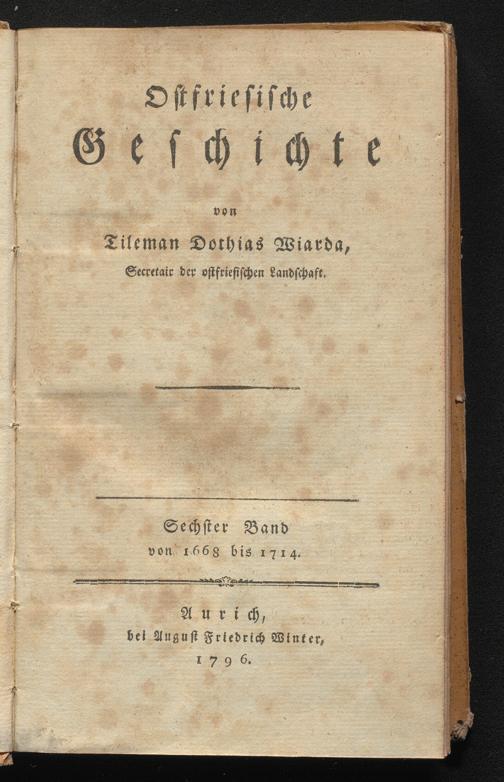 Ostfriesische
Geschichte
von
Tileman Dothias Wiarda,
Secretair der ostfriesischen Landschaft.
Sechster Band
von 1668 bis 1714.
Aurich,
bei August Friedrich Winter,
1796.